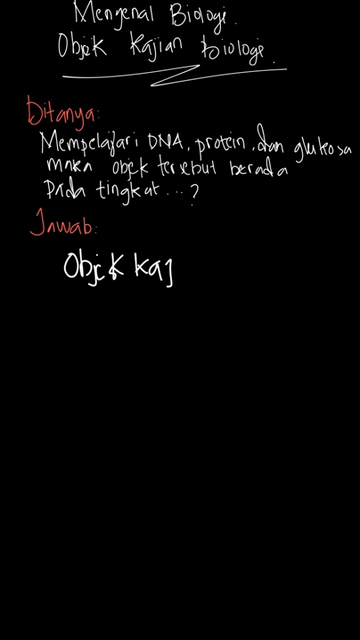 Mengenal Biologi.
Objek Kajian Biologi.
Ditanya:
Mempelajari DNA, protein, dan glukosa
maka objek tersebut berada
pada tingkat ... ?
Jawab:
Objek kaj